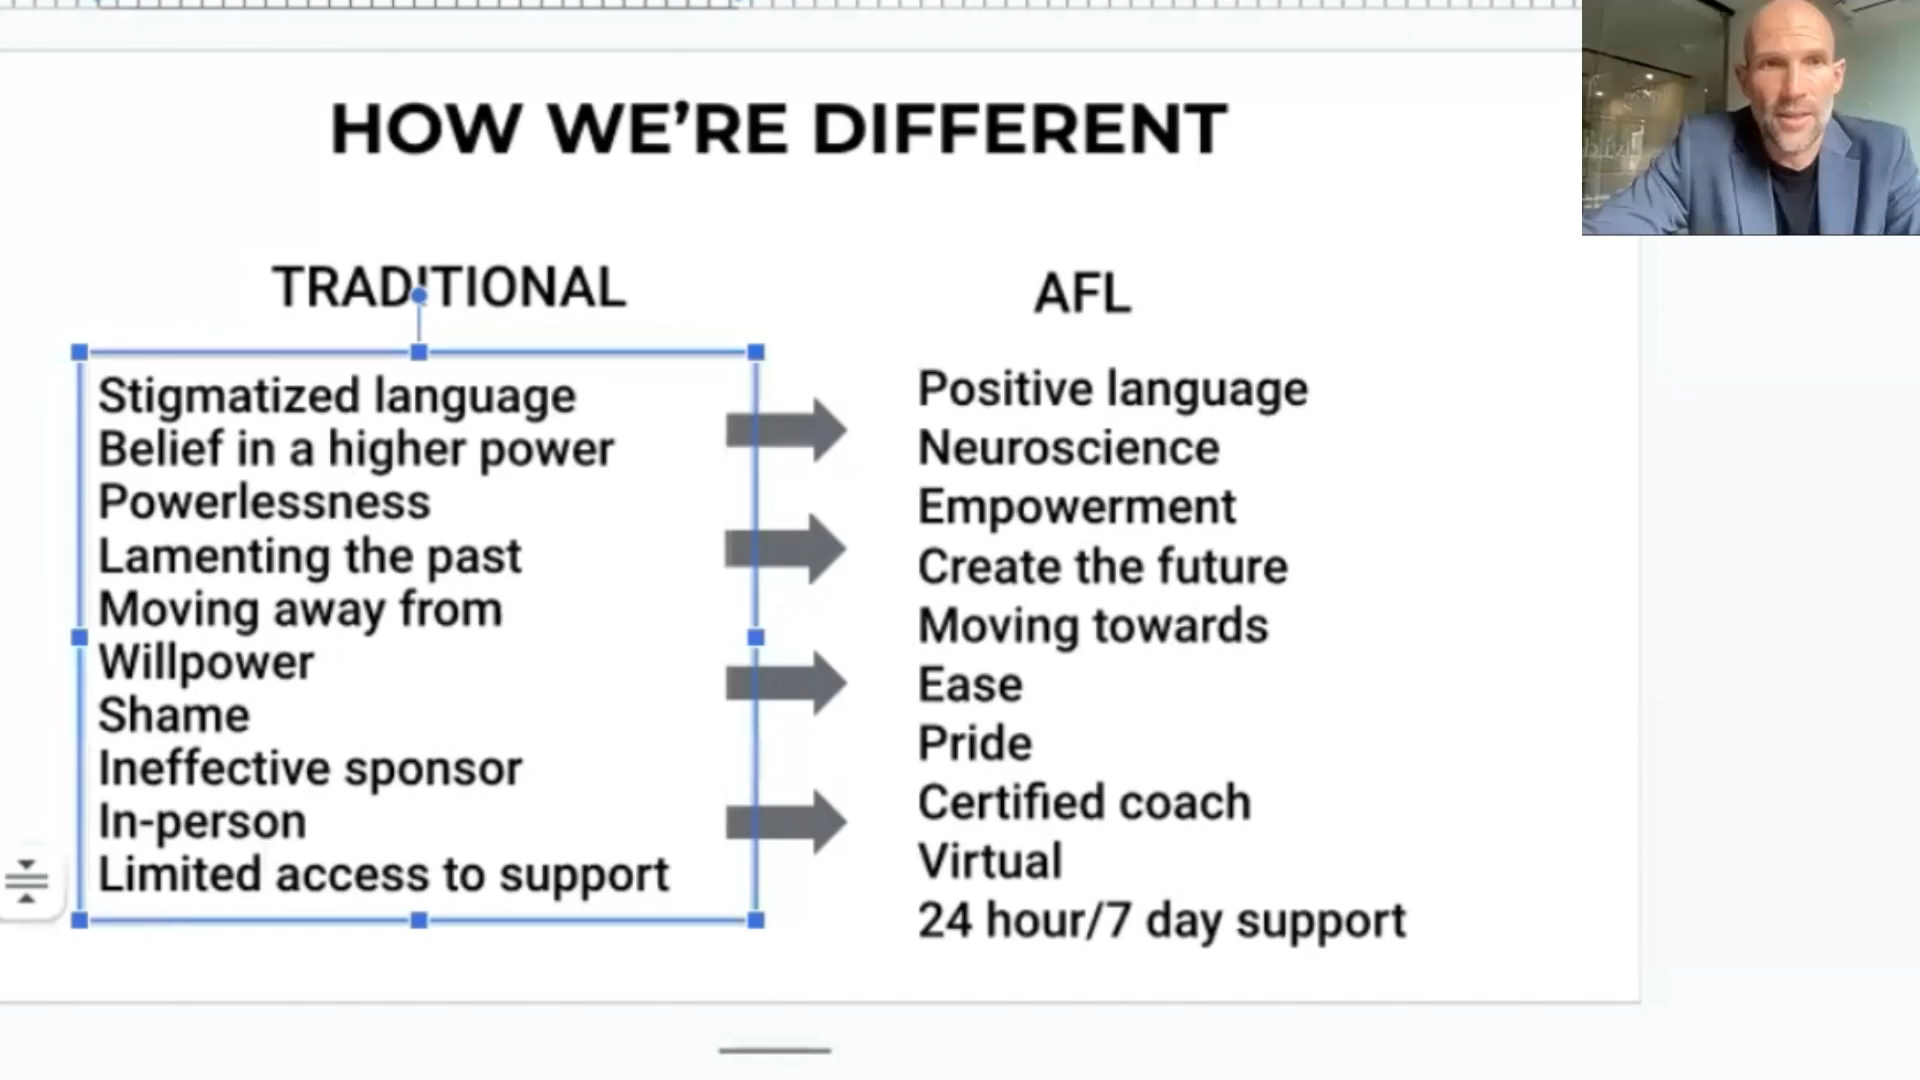 HOW WE'RE DIFFERENT
TRADITIONAL
Stigmatized language
Belief in a higher power
Powerlessness
Lamenting the past
Moving away from
Willpower
Shame
Ineffective sponsor
In-person
Limited access to support
AFL
Positive language
Neuroscience
Empowerment
Create the future
Moving towards
Ease
Pride
Certified coach
Virtual
24 hour/7 day support